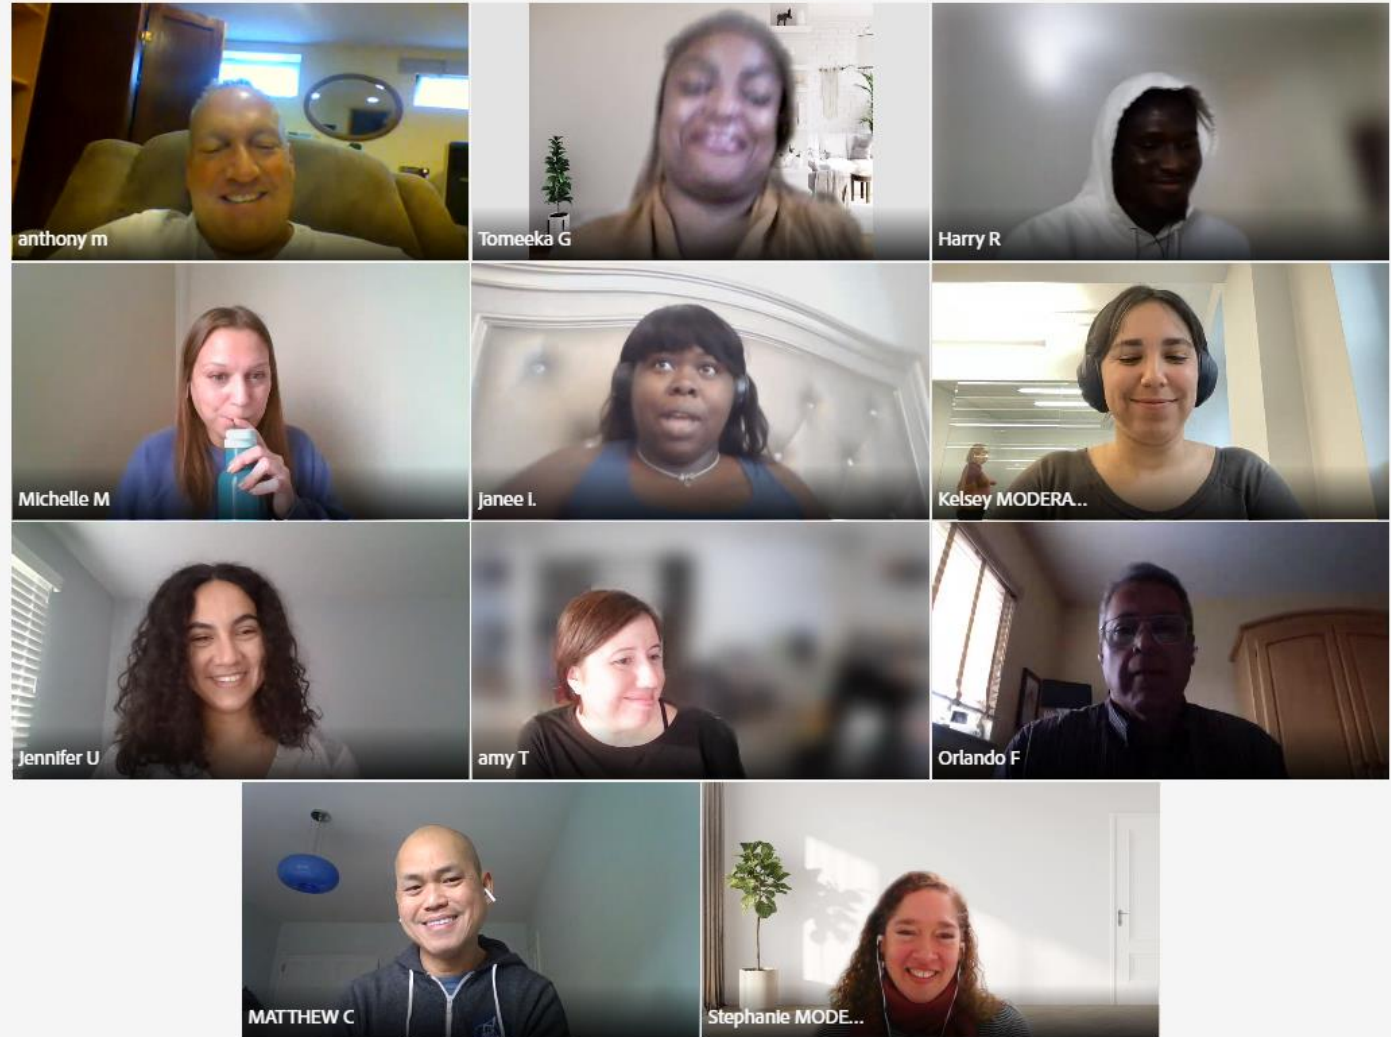 anthony m
Tomeeka G
Harry R
Michelle M
Janee I.
Kelsey MODERA...
Jennifer U
amy T
Orlando F
MATTHEW C
Stephanie MODE...